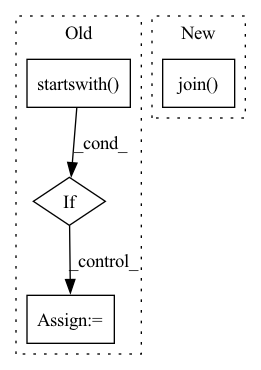 Old
New
startswith()
join()
_cond_
If
_control_
Assign:=